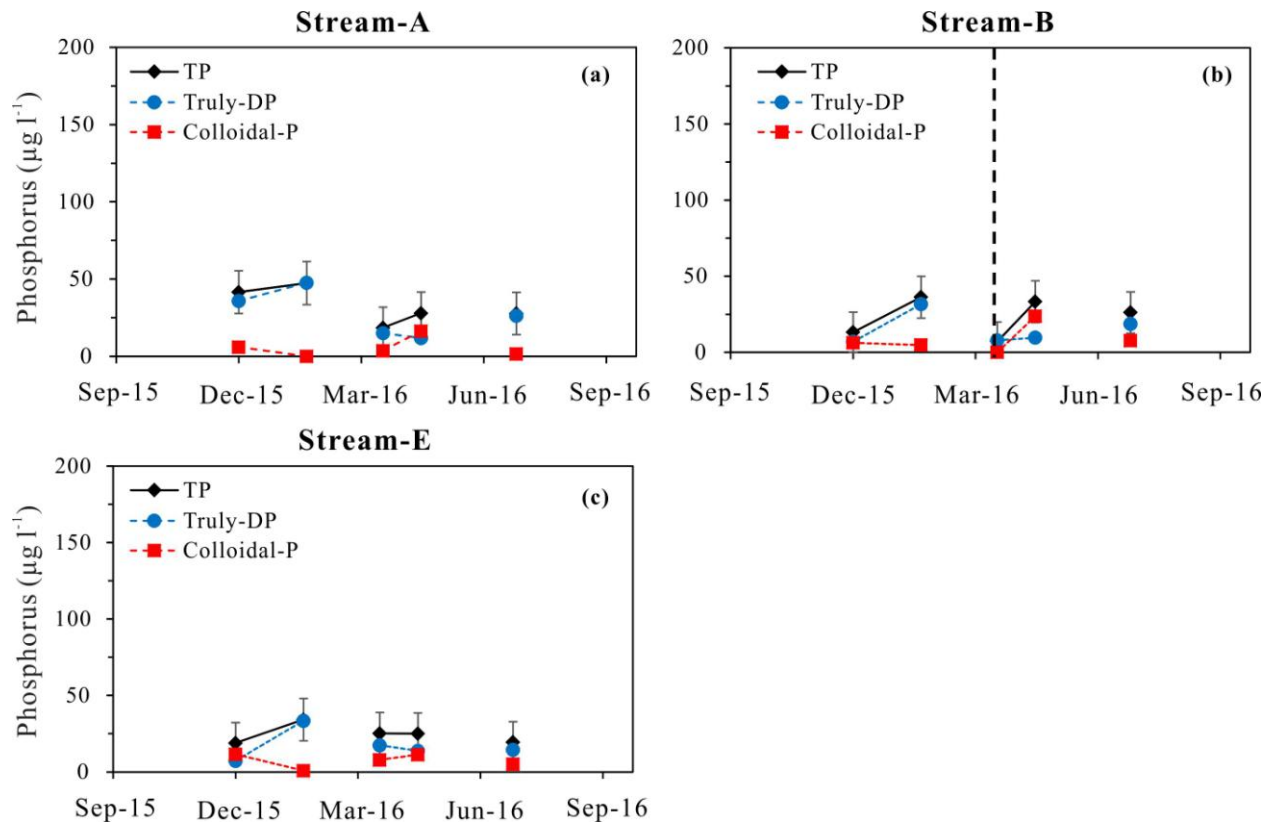 Stream-A
200
150
100
50
0
Phosphorus (µg l⁻¹)
TP
Truly-DP
Colloidal-P
(a)
Sep-15 Dec-15 Mar-16 Jun-16 Sep-16
Stream-B
200
150
100
50
0
TP
Truly-DP
Colloidal-P
(b)
Sep-15 Dec-15 Mar-16 Jun-16 Sep-16
Stream-E
200
150
100
50
0
Phosphorus (µg l⁻¹)
TP
Truly-DP
Colloidal-P
(c)
Sep-15 Dec-15 Mar-16 Jun-16 Sep-16